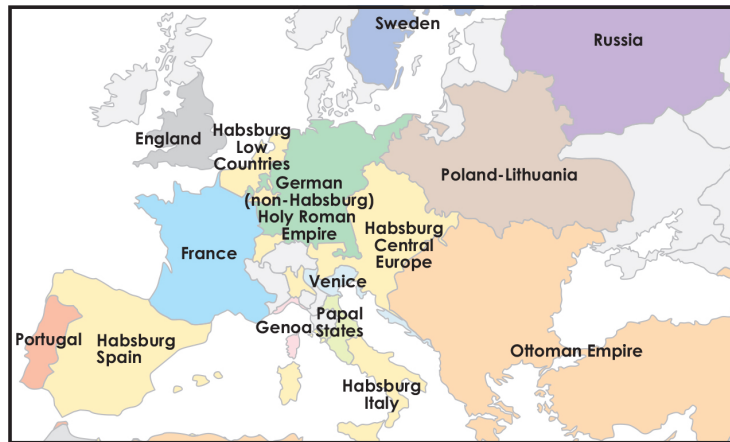 Sweden
Russia
England
Habsburg
Low
Countries
Poland-Lithuania
German
(non-Habsburg)
Holy Roman
Empire
Habsburg
Central
Europe
France
Venice
Genoa
Papal
States
Portugal
Habsburg
Spain
Ottoman Empire
Habsburg
Italy